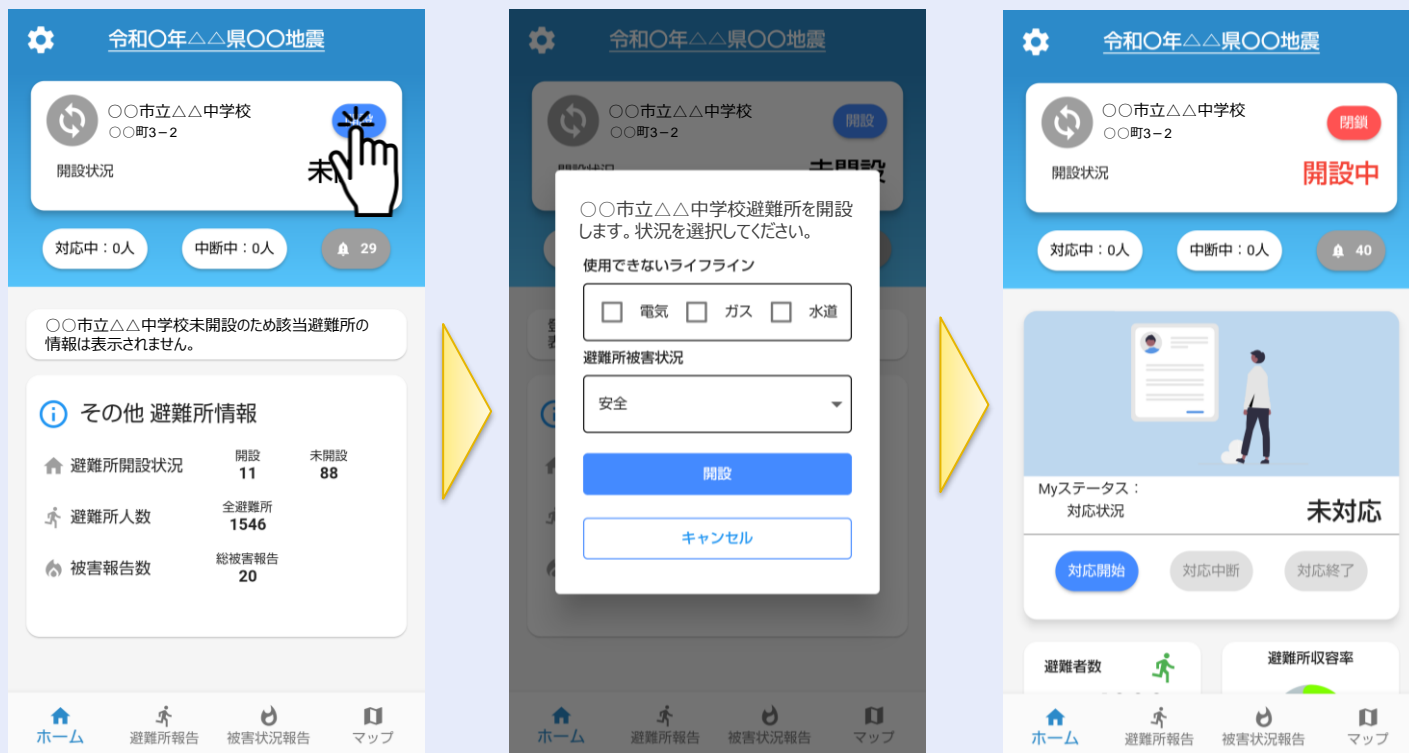 令和〇年△△県〇〇地震
〇〇市立△△中学校
〇〇町3－2
開設状況
対応中：0人
中断中：0人
29
〇〇市立△△中学校未開設のため該当避難所の
情報は表示されません。
その他 避難所情報
避難所開設状況
開設
11
未開設
88
避難所人数
全避難所
1546
被害報告数
総被害報告
20
ホーム
避難所報告
被害状況報告
マップ
令和〇年△△県〇〇地震
〇〇市立△△中学校
〇〇町3－2
開設
未開設
〇〇市立△△中学校避難所を開設
します。状況を選択してください。
使用できないライフライン
電気
ガス
水道
避難所被害状況
安全
開設
キャンセル
ホーム
避難所報告
被害状況報告
マップ
令和〇年△△県〇〇地震
〇〇市立△△中学校
〇〇町3－2
閉鎖
開設状況
開設中
対応中：0人
中断中：0人
40
Myステータス：
対応状況
未対応
対応開始
対応中断
対応終了
避難者数
避難所収容率
ホーム
避難所報告
被害状況報告
マップ